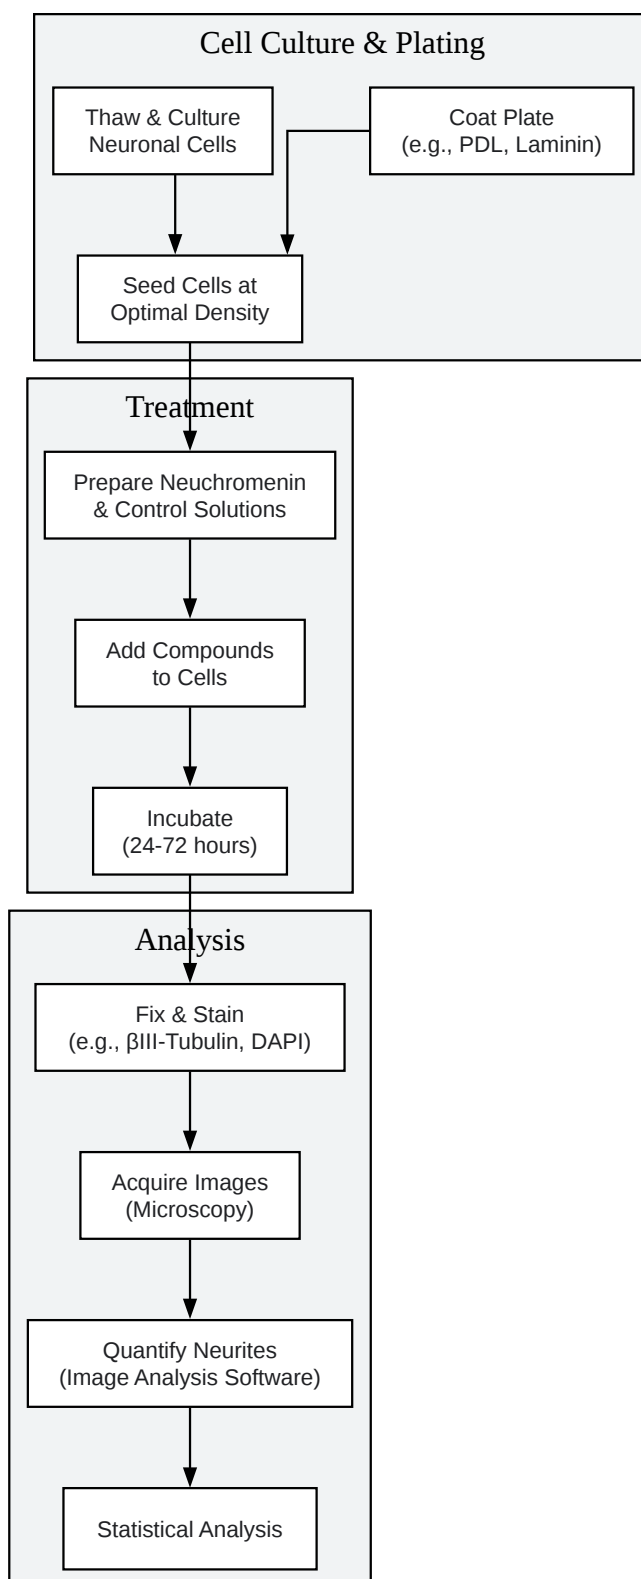 Cell Culture & Plating
Thaw & Culture
Neuronal Cells
Coat Plate
(e.g., PDL, Laminin)
Seed Cells at
Optimal Density
Treatment
Prepare Neuchromenin
& Control Solutions
Add Compounds
to Cells
Incubate
(24-72 hours)
Analysis
Fix & Stain
(e.g., βIII-Tubulin, DAPI)
Acquire Images
(Microscopy)
Quantify Neurites
(Image Analysis Software)
Statistical Analysis